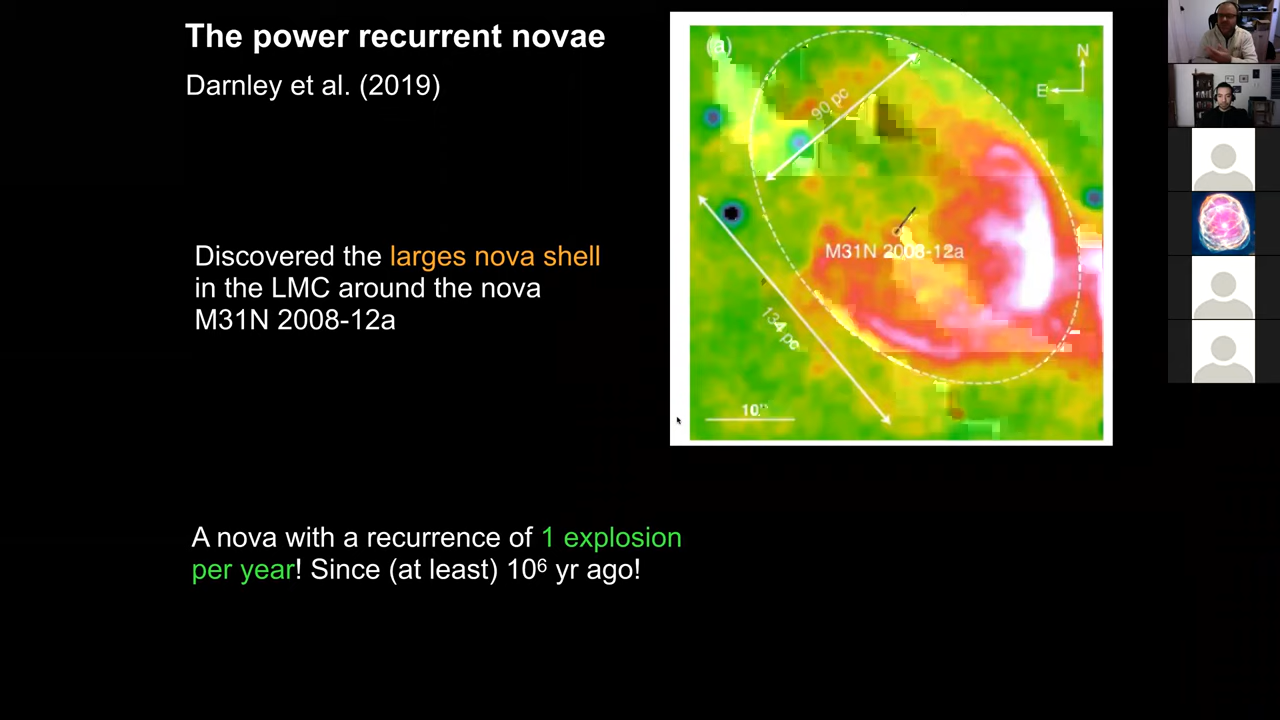 The power recurrent novae
Darnley et al. (2019)
Discovered the larges nova shell
in the LMC around the nova
M31N 2008-12a
A nova with a recurrence of 1 explosion
per year! Since (at least) 10⁶ yr ago!
(a)
90 pc
N
E
M31N 2008-12a
134 pc
10"